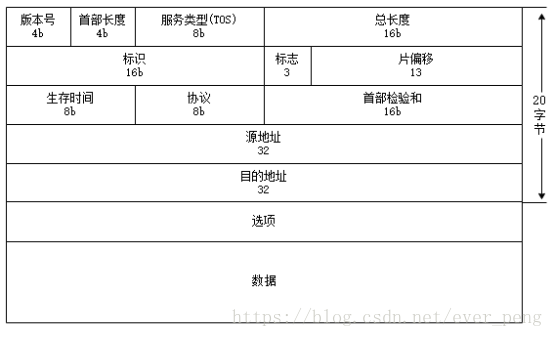 版本号 首部长度 服务类型(TOS) 总长度
4b 4b 8b 16b
标识 标志 片偏移
16b 3 13
生存时间 协议 首部检验和
8b 8b 16b
20字节
源地址
32
目的地址
32
选项
数据
https://blog.csdn.net/ever_peng